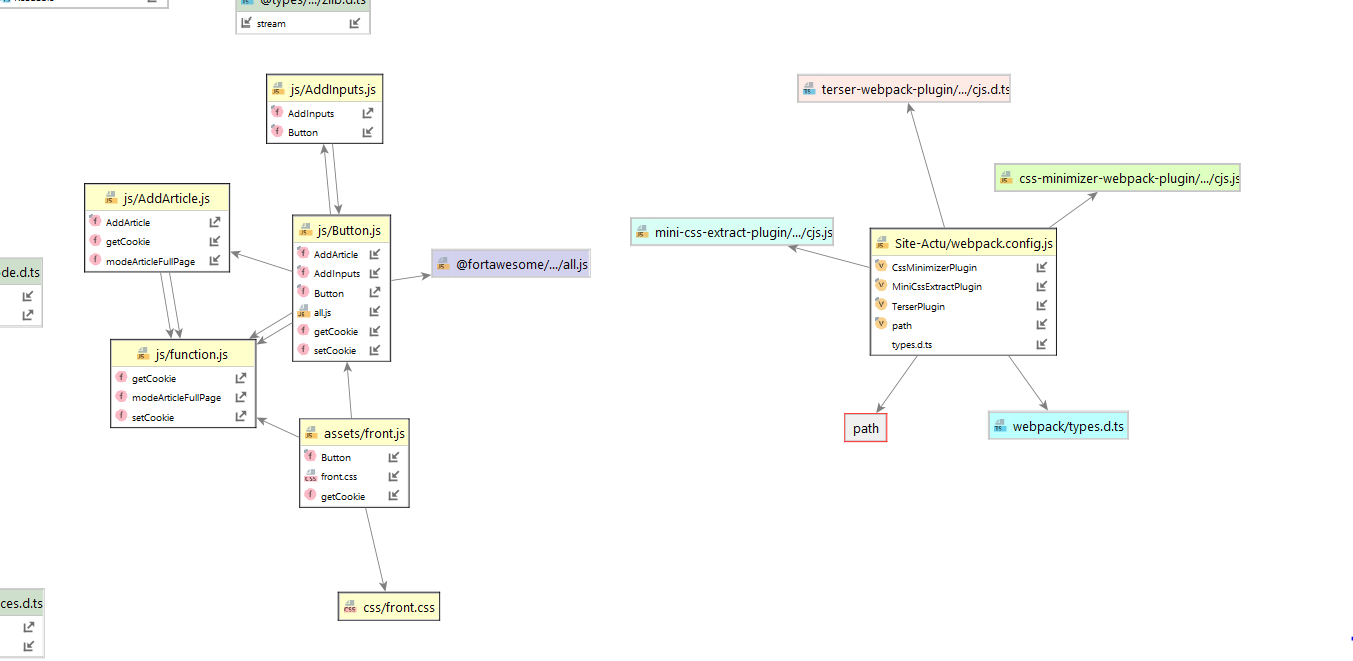 @types/.../zlib.d.ts
stream
js/AddInputs.js
AddInputs
Button
js/AddArticle.js
AddArticle
getCookie
modeArticleFullPage
js/Button.js
AddArticle
AddInputs
Button
all.js
getCookie
setCookie
@fortawesome/.../all.js
de.d.ts
js/function.js
getCookie
modeArticleFullPage
setCookie
assets/front.js
Button
front.css
getCookie
css/front.css
ces.d.ts
terser-webpack-plugin/.../cjs.d.ts
css-minimizer-webpack-plugin/.../cjs.js
mini-css-extract-plugin/.../cjs.js
Site-Actu/webpack.config.js
CssMinimizerPlugin
MiniCssExtractPlugin
TerserPlugin
path
types.d.ts
path
webpack/types.d.ts